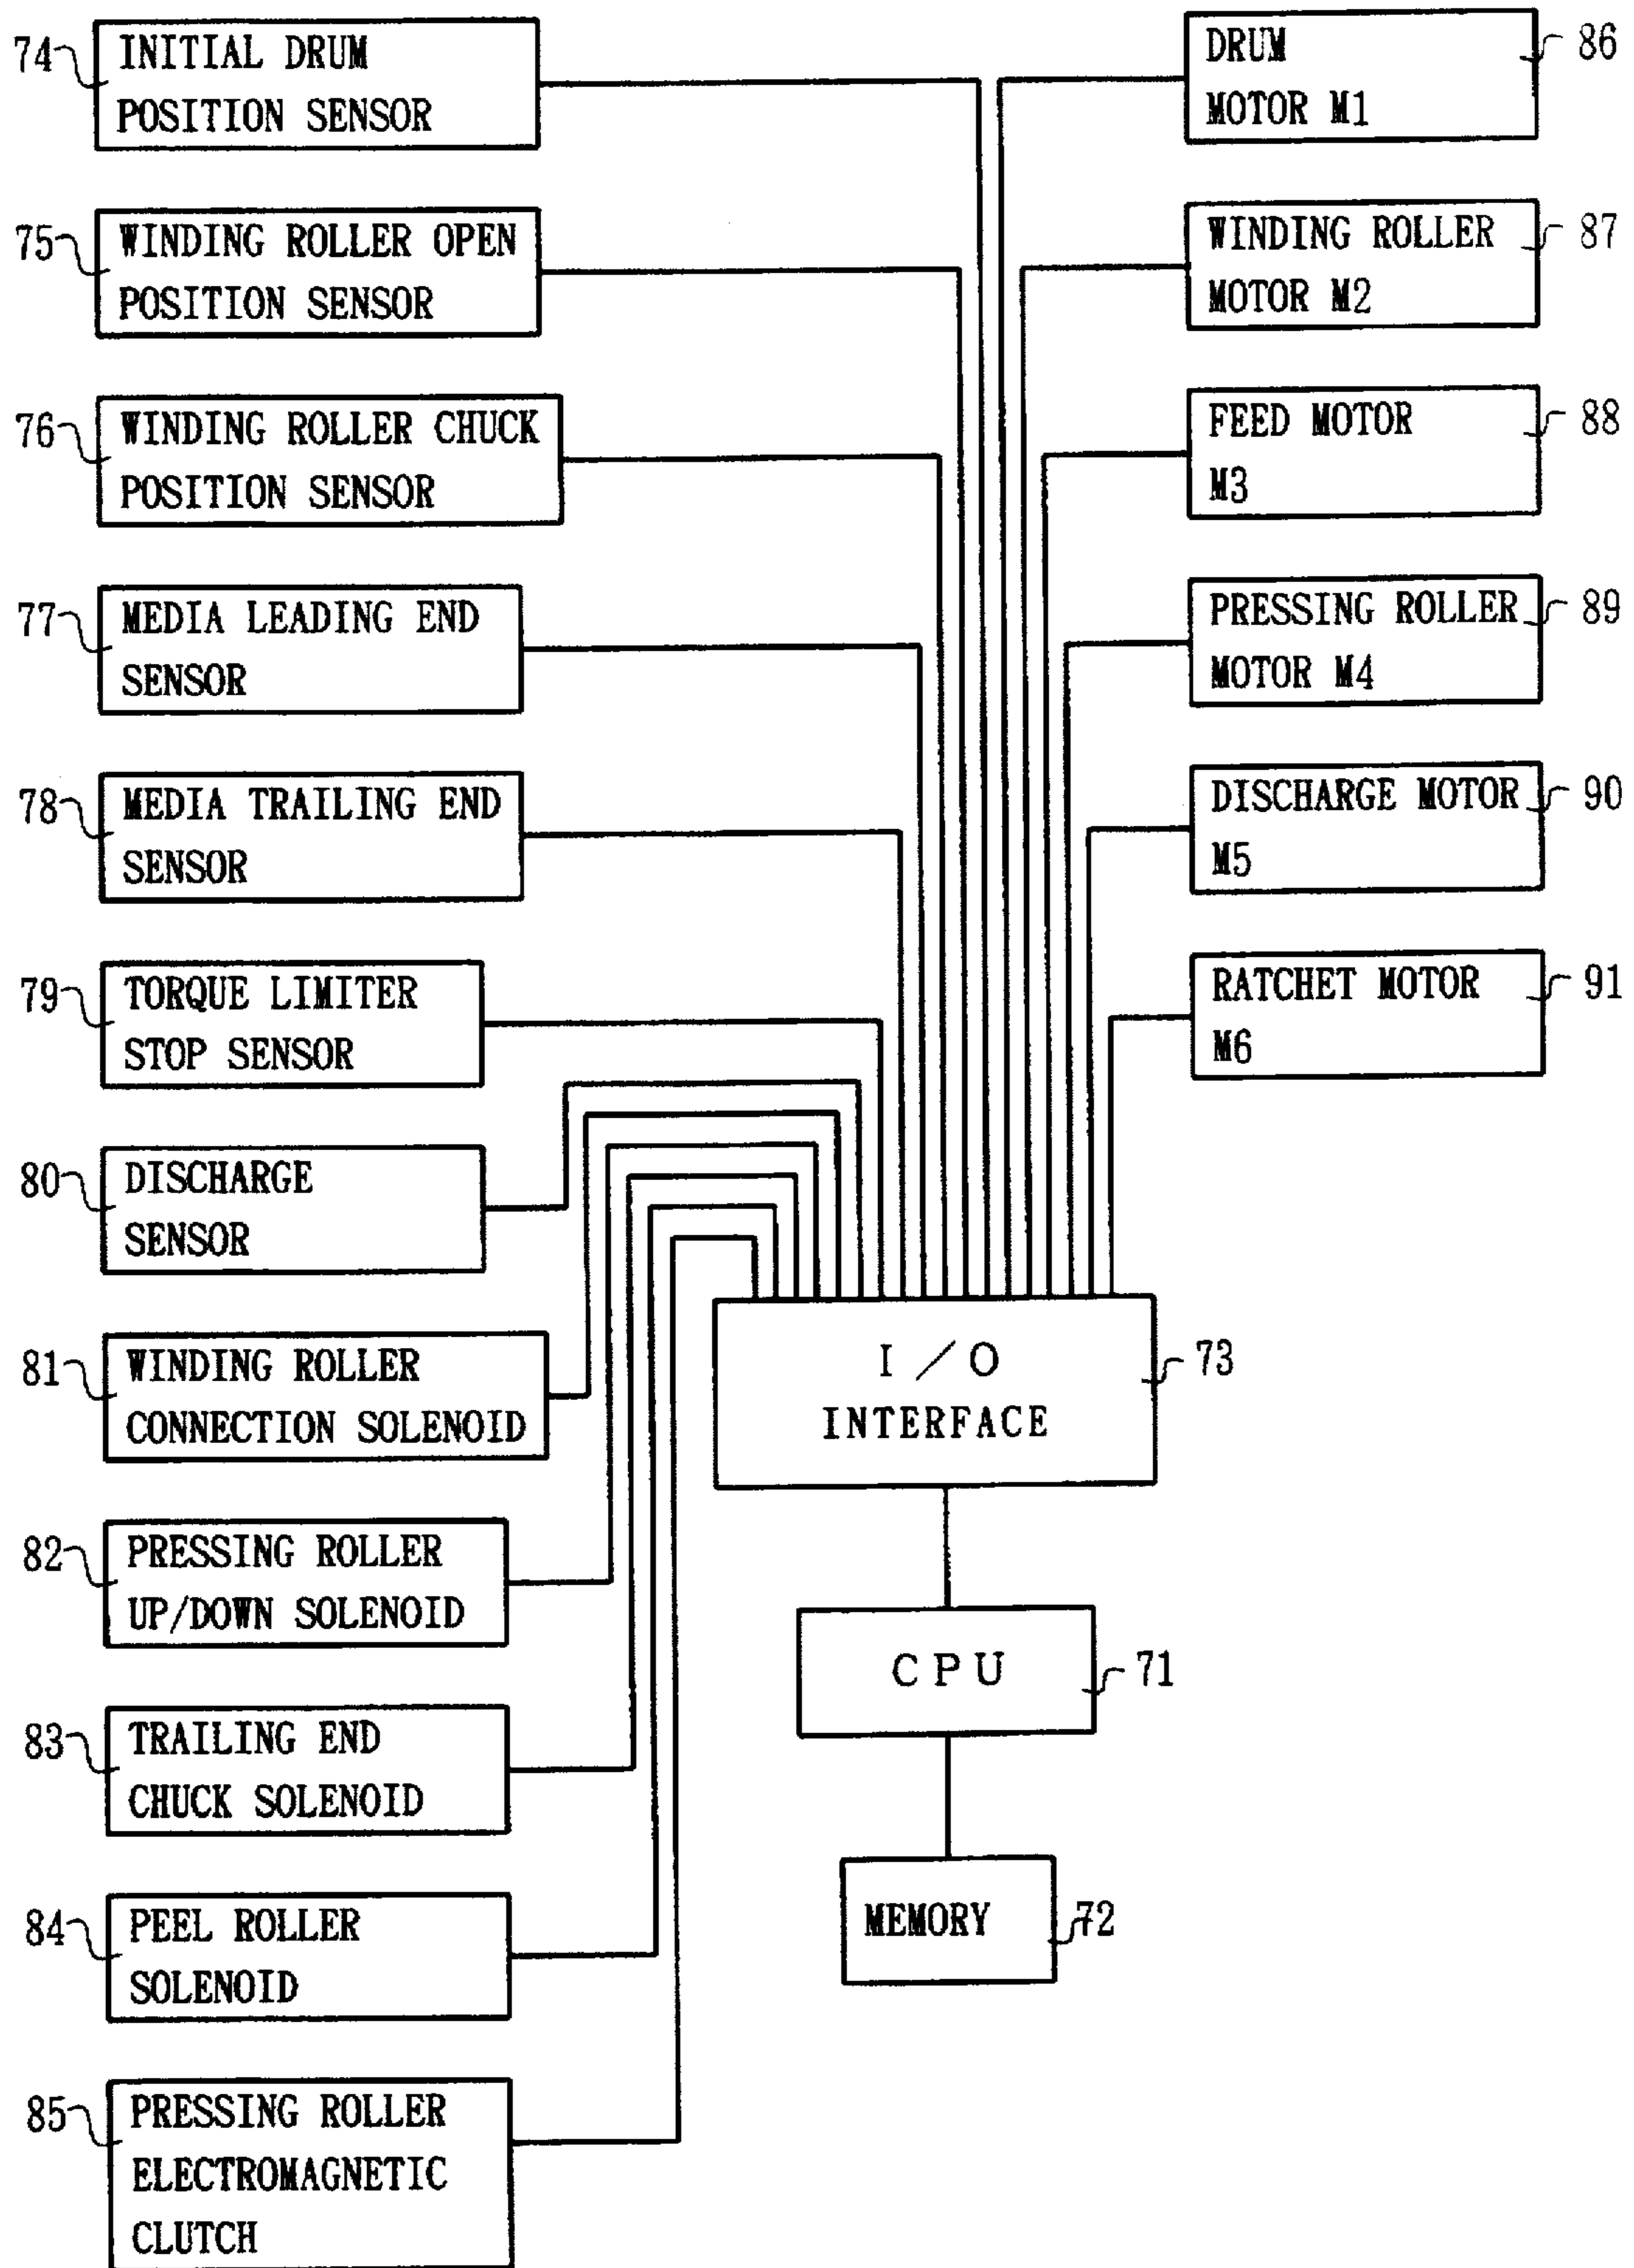 74
INITIAL DRUM
POSITION SENSOR
75
WINDING ROLLER OPEN
POSITION SENSOR
76
WINDING ROLLER CHUCK
POSITION SENSOR
77
MEDIA LEADING END
SENSOR
78
MEDIA TRAILING END
SENSOR
79
TORQUE LIMITER
STOP SENSOR
80
DISCHARGE
SENSOR
81
WINDING ROLLER
CONNECTION SOLENOID
82
PRESSING ROLLER
UP/DOWN SOLENOID
83
TRAILING END
CHUCK SOLENOID
84
PEEL ROLLER
SOLENOID
85
PRESSING ROLLER
ELECTROMAGNETIC
CLUTCH
DRUM
MOTOR M1
86
WINDING ROLLER
MOTOR M2
87
FEED MOTOR
M3
88
PRESSING ROLLER
MOTOR M4
89
DISCHARGE MOTOR
M5
90
RATCHET MOTOR
M6
91
I/O
INTERFACE
73
CPU
71
MEMORY
72